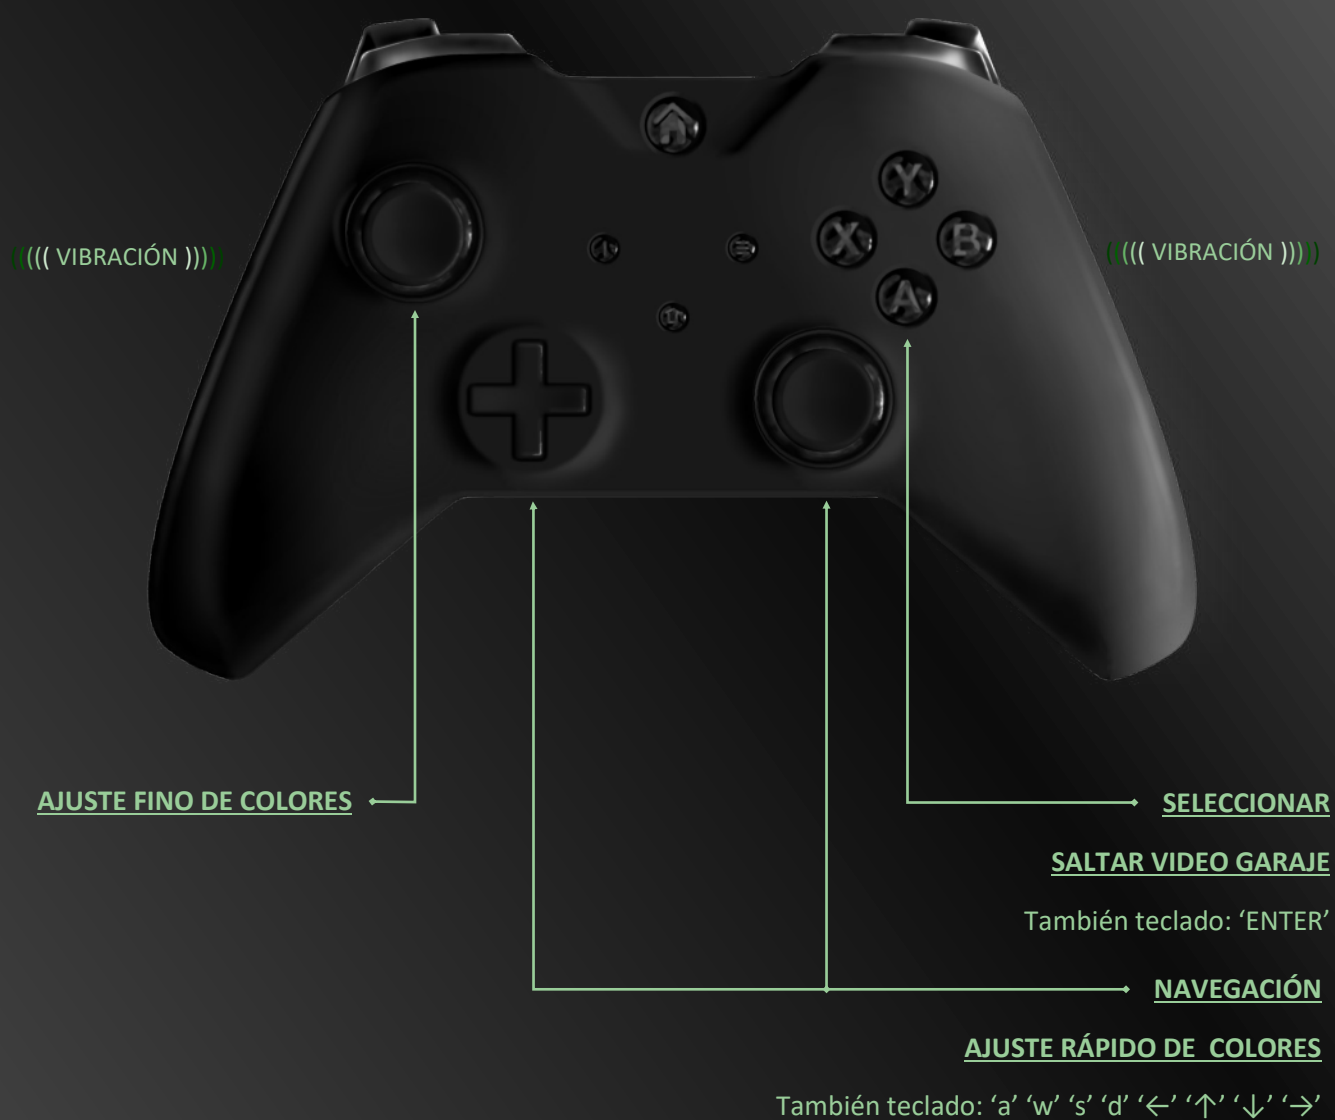 Y
X
B
A
((((( VIBRACIÓN )))))
((((( VIBRACIÓN )))))
AJUSTE FINO DE COLORES
SELECCIONAR
SALTAR VIDEO GARAJE
También teclado: ‘ENTER’
NAVEGACIÓN
AJUSTE RÁPIDO DE  COLORES
También teclado: ‘a’ ‘w’ ‘s’ ‘d’ ‘←’ ‘↑’ ‘↓’ ‘→’